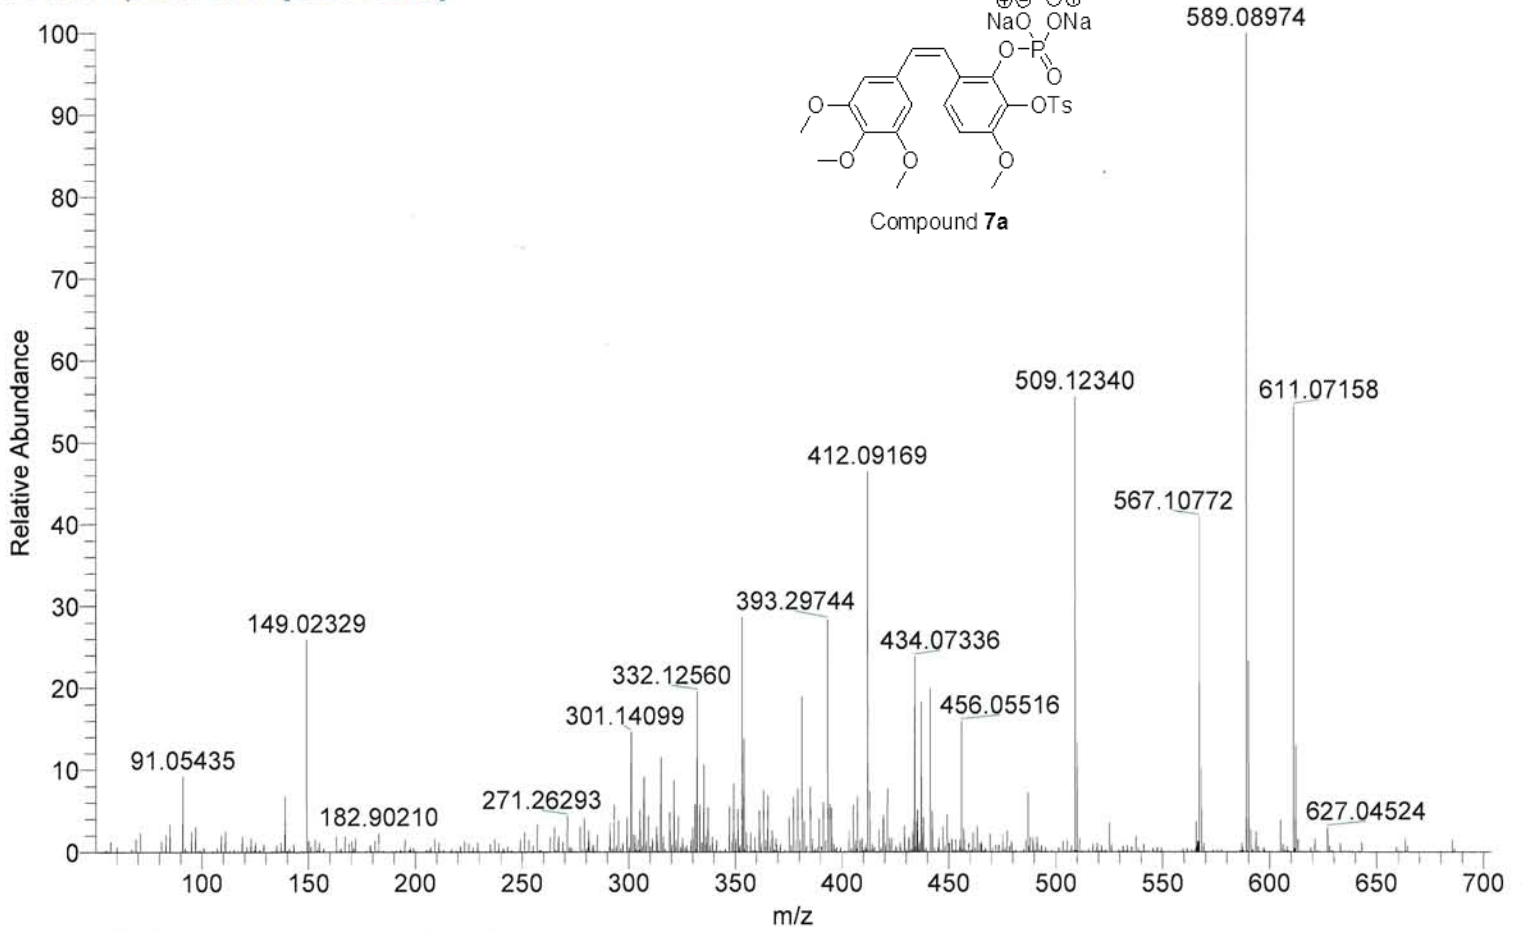 589.08974
⊕⊖ O⊕
NaO ONa
O-P
O
OTs
O
O
O
O
Compound 7a
509.12340
611.07158
412.09169
567.10772
393.29744
149.02329
434.07336
332.12560
456.05516
301.14099
91.05435
271.26293
182.90210
627.04524
Relative Abundance
100
90
80
70
60
50
40
30
20
10
0
100 150 200 250 300 350 400 450 500 550 600 650 700
m/z